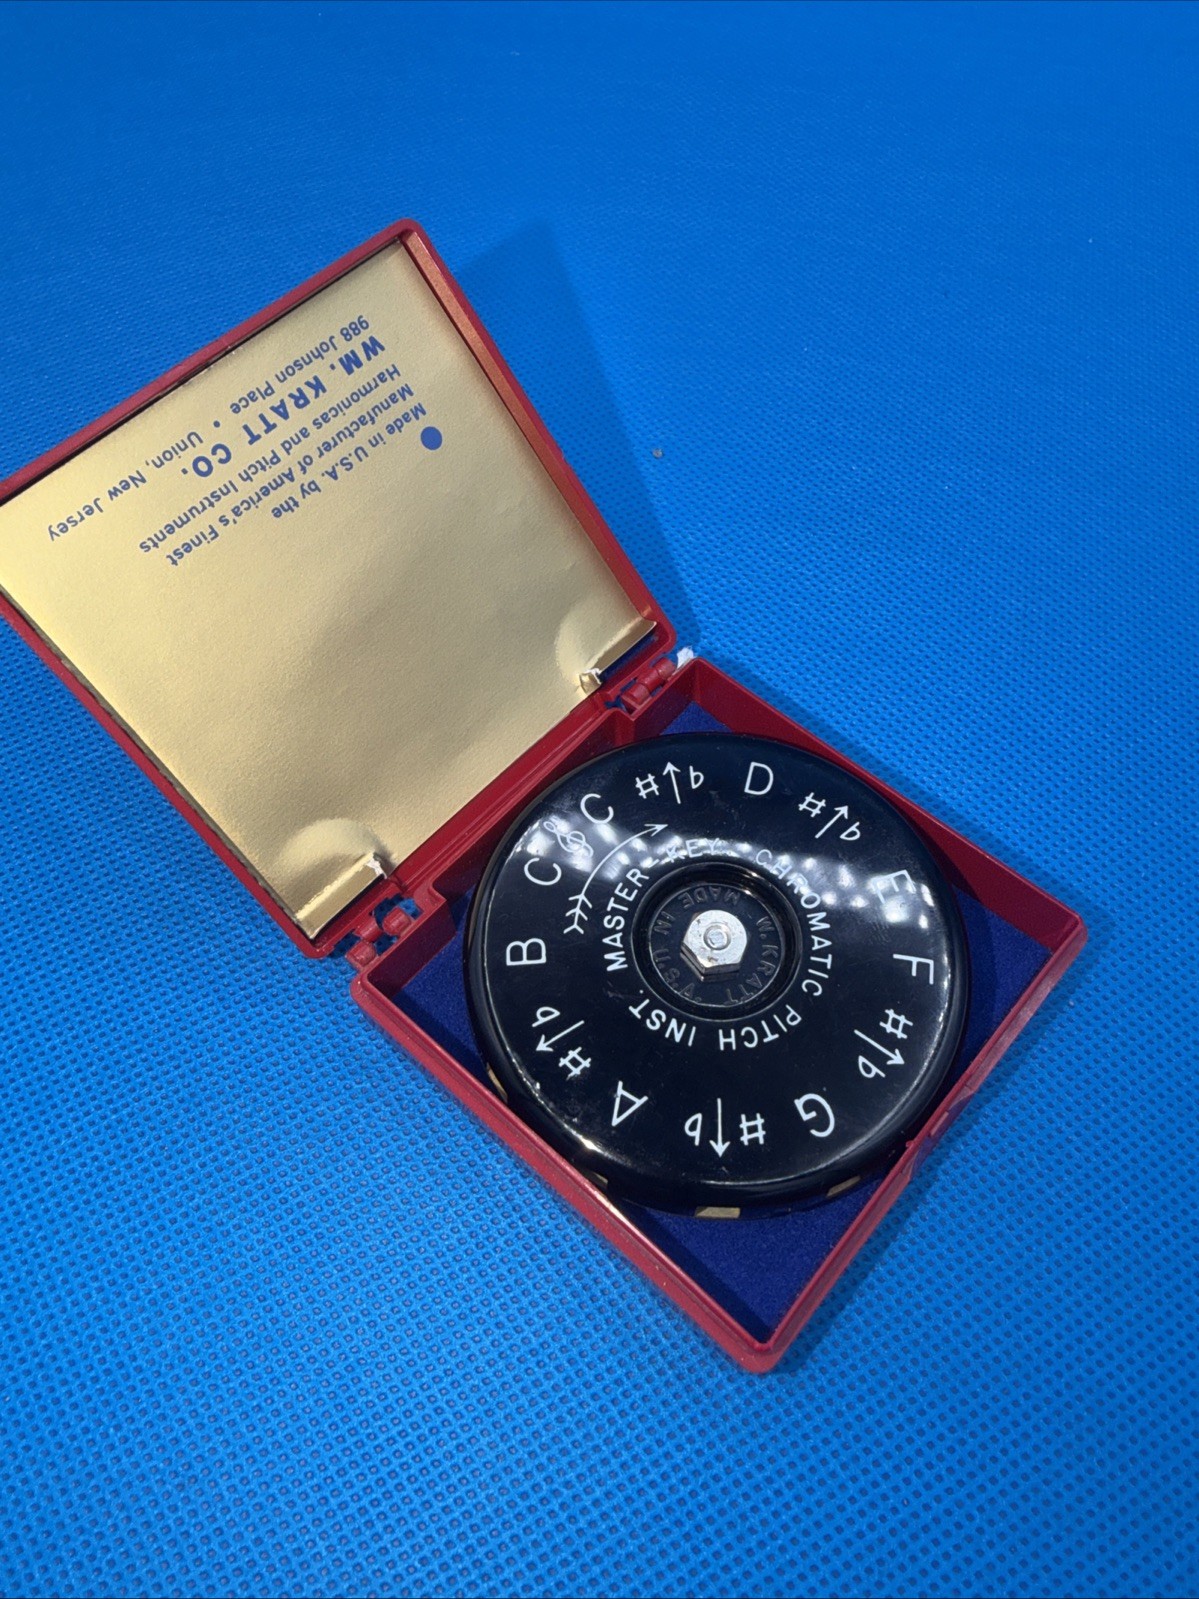 Made in U.S.A. by the
Manufacturer of America's Finest
Harmonicas and Pitch Instruments
WM. KRATT CO.
988 Johnson Place • Union, New Jersey
C
♯↑♭
D
♯↑♭
E
F
♯↑♭
G
♯↑♭
A
♯↑♭
B
C
MASTER-KEY CHROMATIC PITCH INST.
W. KRATT
MADE IN U.S.A.